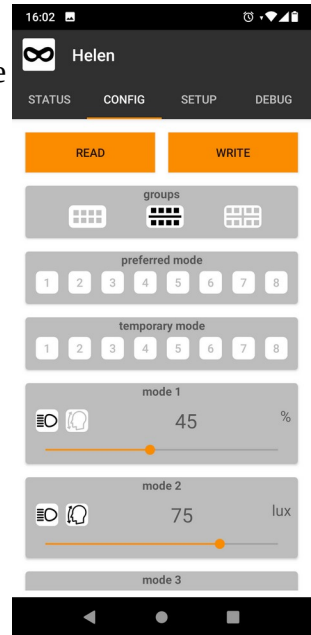 16:02
Helen
e
STATUS CONFIG SETUP DEBUG
READ WRITE
groups
preferred mode
1 2 3 4 5 6 7 8
temporary mode
1 2 3 4 5 6 7 8
mode 1
45 %
mode 2
75 lux
mode 3